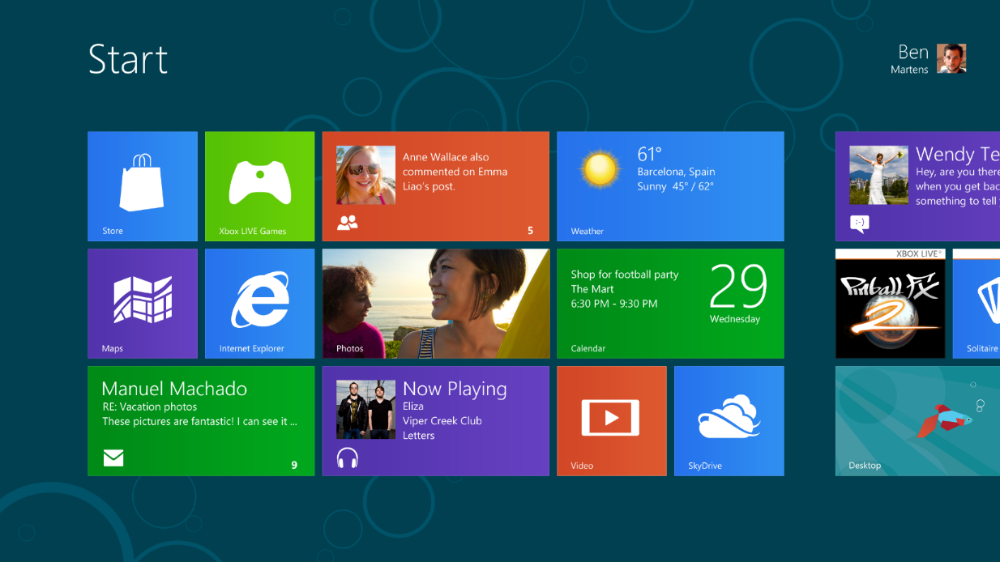 Start
Ben
Martens
Store
Xbox LIVE Games
Anne Wallace also
commented on Emma
Liao's post.
5
61°
Barcelona, Spain
Sunny 45° / 62°
Weather
Wendy Te
Hey, are you there
when you get bac
something to tell
Maps
Internet Explorer
Photos
Shop for football party
The Mart
6:30 PM - 9:30 PM
29
Wednesday
Calendar
XBOX LIVE
Pinball FX
2
Solitaire
Manuel Machado
RE: Vacation photos
These pictures are fantastic! I can see it ...
9
Now Playing
Eliza
Viper Creek Club
Letters
Video
SkyDrive
Desktop